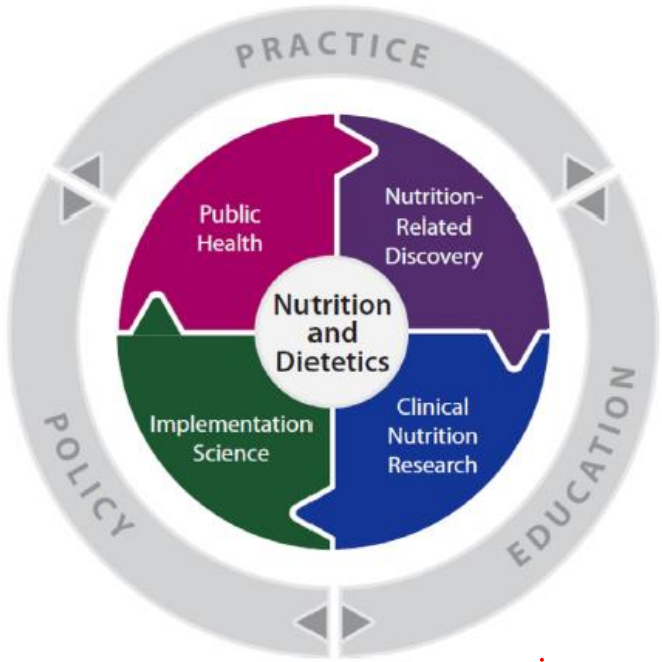 PRACTICE
Public
Health
Nutrition-
Related
Discovery
Nutrition
and
Dietetics
Implementation
Science
Clinical
Nutrition
Research
POLICY
EDUCATION